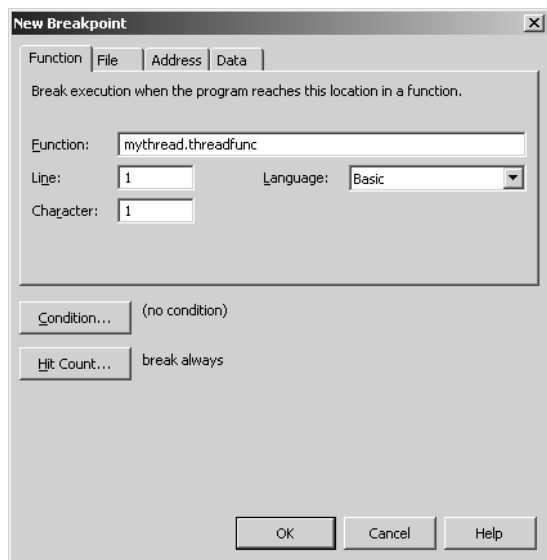 New Breakpoint
Function File Address Data
Break execution when the program reaches this location in a function.
Function: mythread.threadfunc
Line: 1 Language: Basic
Character: 1
Condition... (no condition)
Hit Count... break always
OK Cancel Help